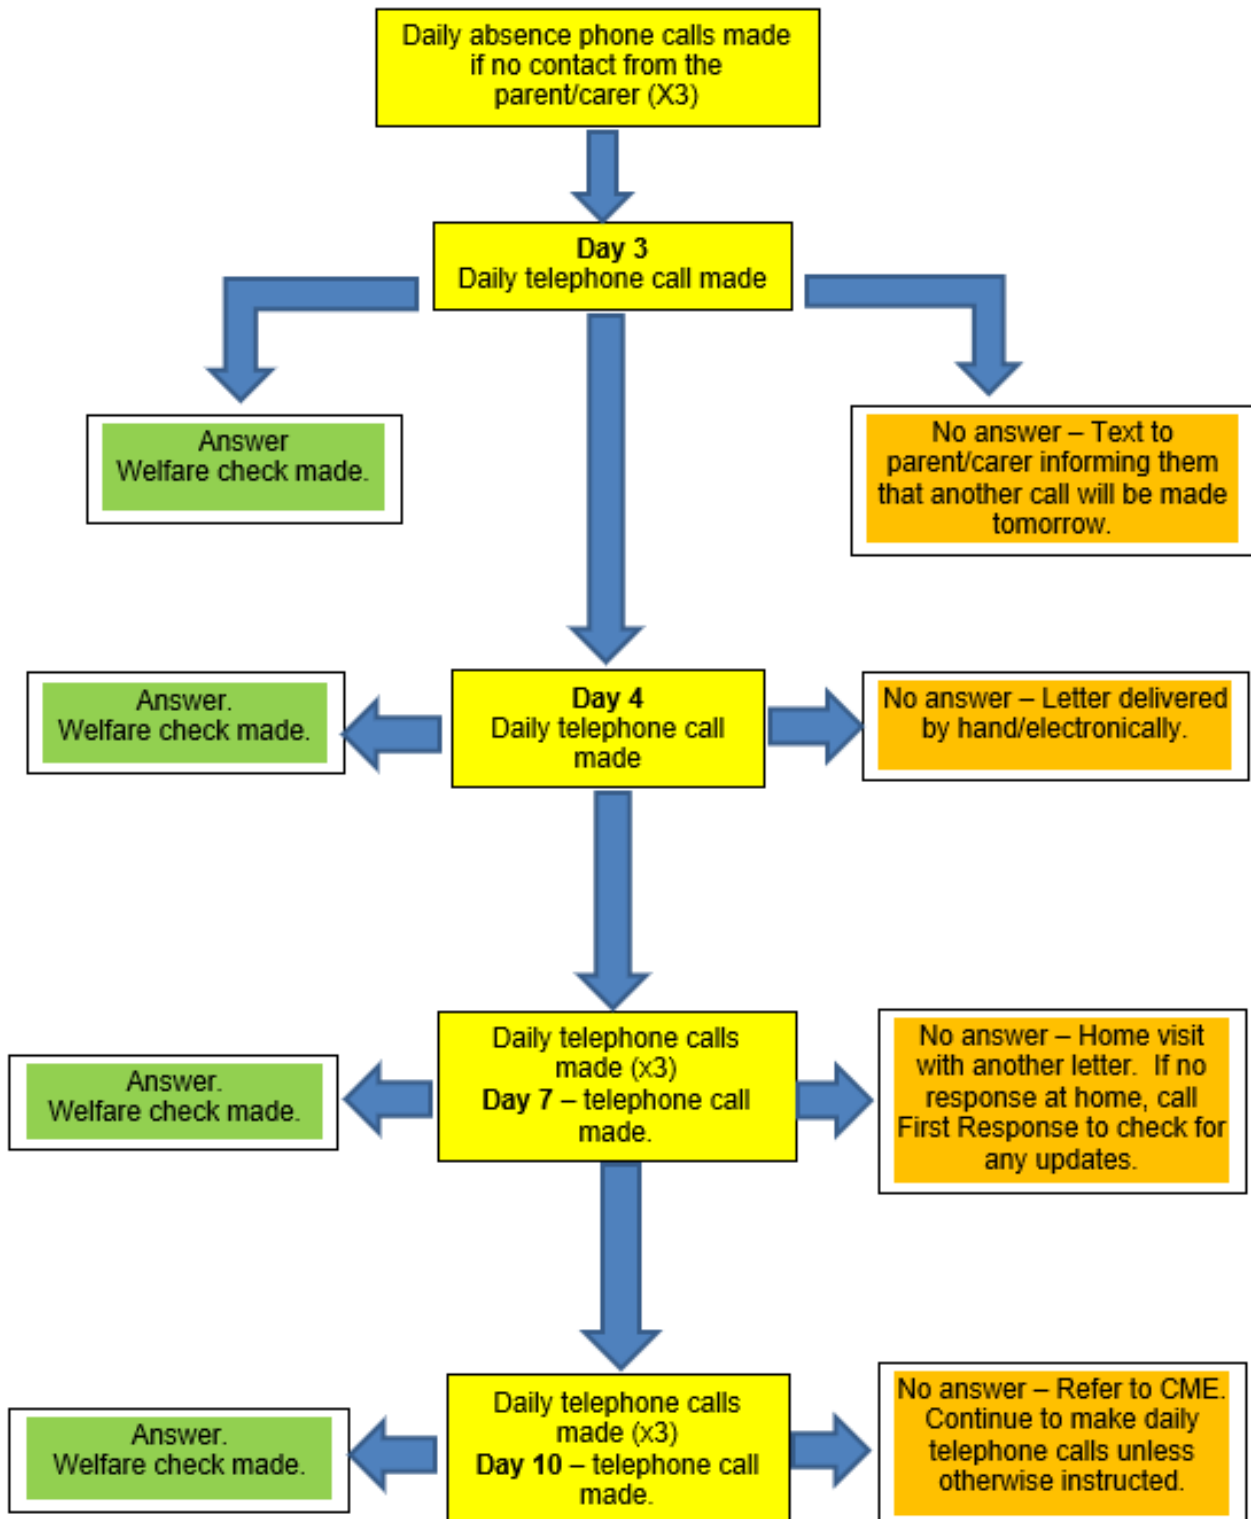 Daily absence phone calls made
if no contact from the
parent/carer (X3)
Day 3
Daily telephone call made
Answer
Welfare check made.
No answer – Text to
parent/carer informing them
that another call will be made
tomorrow.
Answer.
Welfare check made.
Day 4
Daily telephone call
made
No answer – Letter delivered
by hand/electronically.
Answer.
Welfare check made.
Daily telephone calls
made (x3)
Day 7 – telephone call
made.
No answer – Home visit
with another letter. If no
response at home, call
First Response to check for
any updates.
Answer.
Welfare check made.
Daily telephone calls
made (x3)
Day 10 – telephone call
made.
No answer – Refer to CME.
Continue to make daily
telephone calls unless
otherwise instructed.